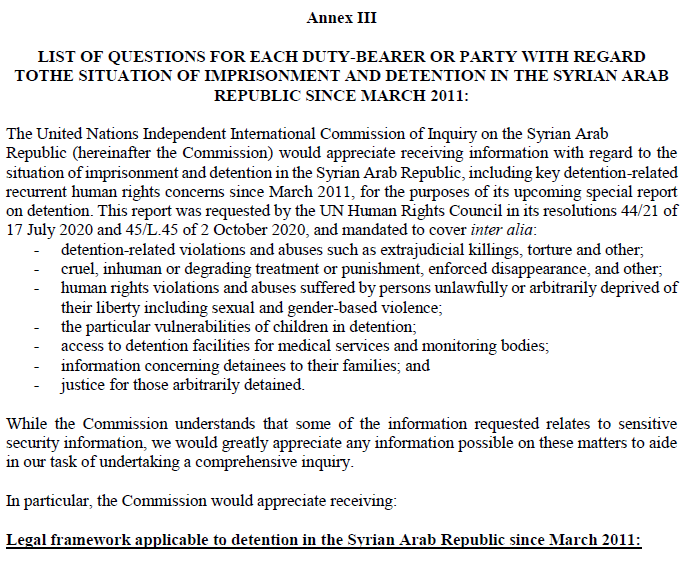 Annex III
LIST OF QUESTIONS FOR EACH DUTY-BEARER OR PARTY WITH REGARD
TOTHE SITUATION OF IMPRISONMENT AND DETENTION IN THE SYRIAN ARAB
REPUBLIC SINCE MARCH 2011:
The United Nations Independent International Commission of Inquiry on the Syrian Arab
Republic (hereinafter the Commission) would appreciate receiving information with regard to the
situation of imprisonment and detention in the Syrian Arab Republic, including key detention-related
recurrent human rights concerns since March 2011, for the purposes of its upcoming special report
on detention. This report was requested by the UN Human Rights Council in its resolutions 44/21 of
17 July 2020 and 45/L.45 of 2 October 2020, and mandated to cover inter alia:
- detention-related violations and abuses such as extrajudicial killings, torture and other;
- cruel, inhuman or degrading treatment or punishment, enforced disappearance, and other;
- human rights violations and abuses suffered by persons unlawfully or arbitrarily deprived of
their liberty including sexual and gender-based violence;
- the particular vulnerabilities of children in detention;
- access to detention facilities for medical services and monitoring bodies;
- information concerning detainees to their families; and
- justice for those arbitrarily detained.
While the Commission understands that some of the information requested relates to sensitive
security information, we would greatly appreciate any information possible on these matters to aide
in our task of undertaking a comprehensive inquiry.
In particular, the Commission would appreciate receiving:
Legal framework applicable to detention in the Syrian Arab Republic since March 2011: